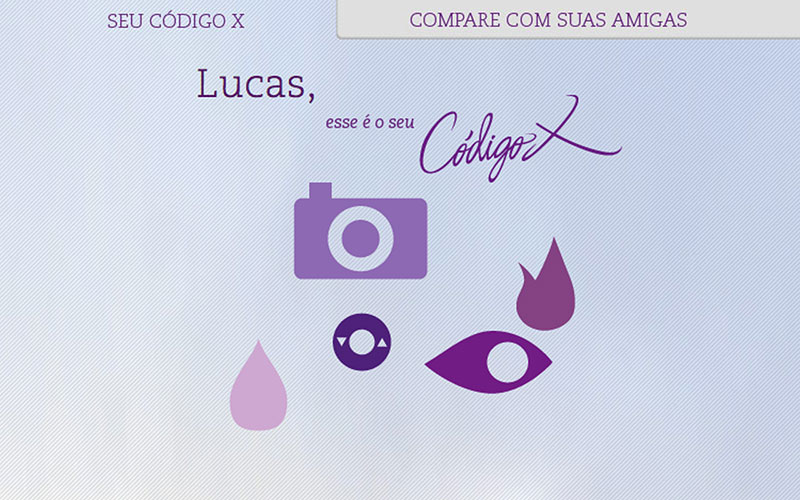 SEU CÓDIGO X
COMPARE COM SUAS AMIGAS
Lucas,
esse é o seu
Código X